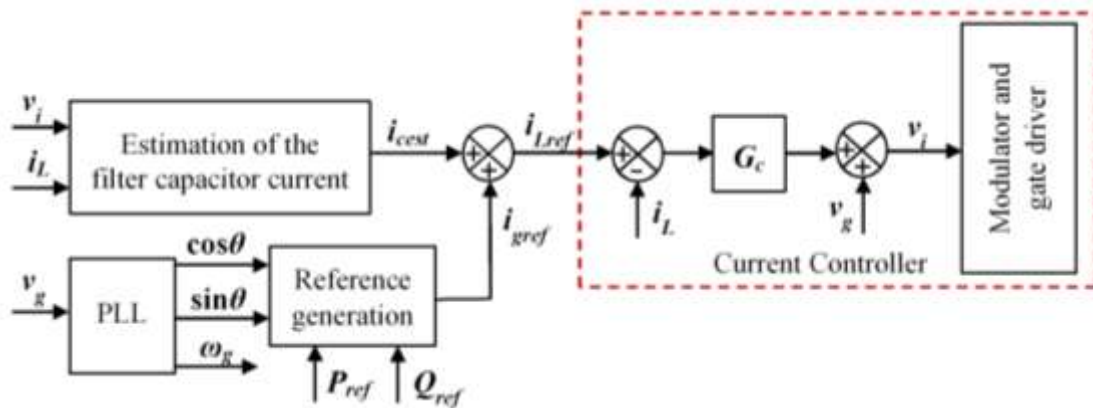 v_i
i_L
Estimation of the
filter capacitor current
i_cest
+
+
i_Lref
+
-
i_L
G_c
+
+
v_g
v_i
Modulator and
gate driver
Current Controller
i_gref
v_g
PLL
cosθ
sinθ
ω_g
Reference
generation
P_ref
Q_ref